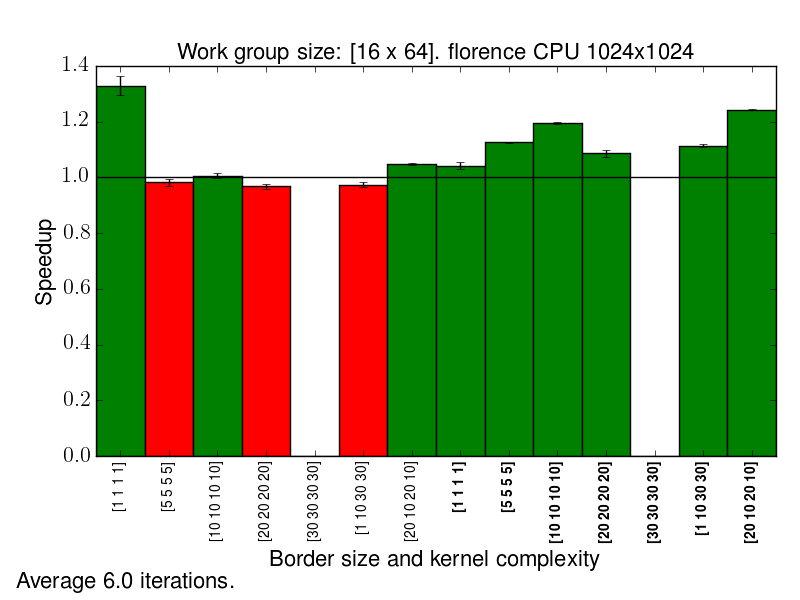 Work group size: [16 x 64]. florence CPU 1024x1024
1.4
1.2
1.0
0.8
0.6
0.4
0.2
0.0
Speedup
[1 1 1 1]
[5 5 5 5]
[10 10 10 10]
[20 20 20 20]
[30 30 30 30]
[1 10 30 30]
[20 10 20 10]
[1 1 1 1]
[5 5 5 5]
[10 10 10 10]
[20 20 20 20]
[30 30 30 30]
[1 10 30 30]
[20 10 20 10]
Border size and kernel complexity
Average 6.0 iterations.